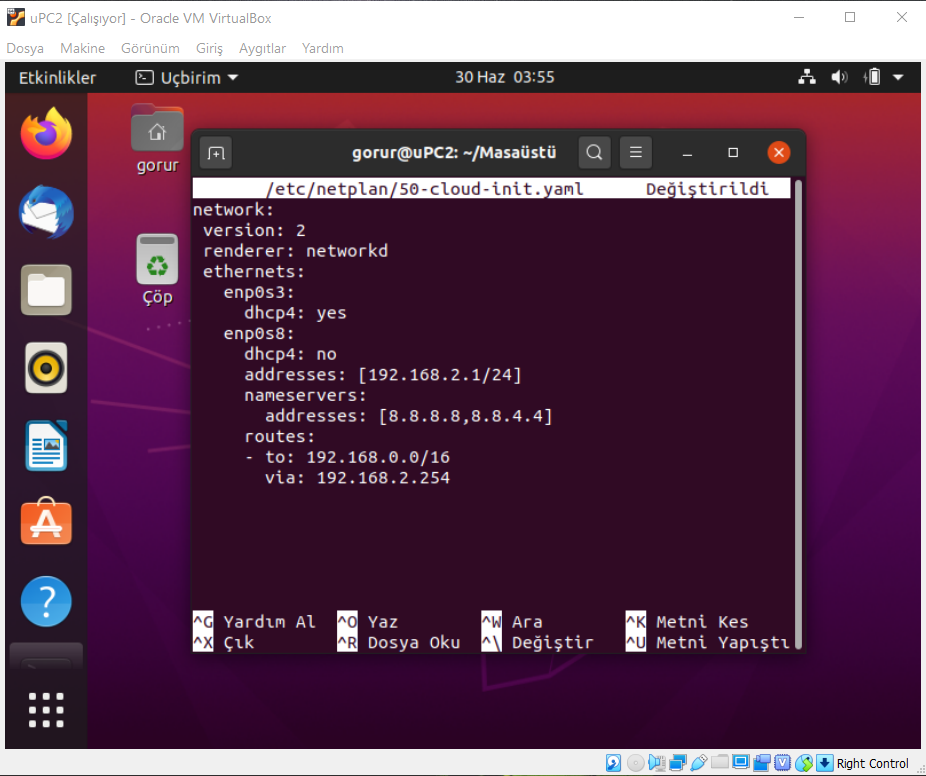 uPC2 [Çalışıyor] - Oracle VM VirtualBox
Dosya Makine Görünüm Giriş Aygıtlar Yardım
Etkinlikler Uçbirim 30 Haz 03:55
gorur
Çöp
gorur@uPC2: ~/Masaüstü
/etc/netplan/50-cloud-init.yaml Değiştirildi
network:
version: 2
renderer: networkd
ethernets:
enp0s3:
dhcp4: yes
enp0s8:
dhcp4: no
addresses: [192.168.2.1/24]
nameservers:
addresses: [8.8.8.8,8.8.4.4]
routes:
- to: 192.168.0.0/16
via: 192.168.2.254
^G Yardım Al ^O Yaz ^W Ara ^K Metni Kes
^X Çık ^R Dosya Oku ^\ Değiştir ^U Metni Yapıştı
Right Control